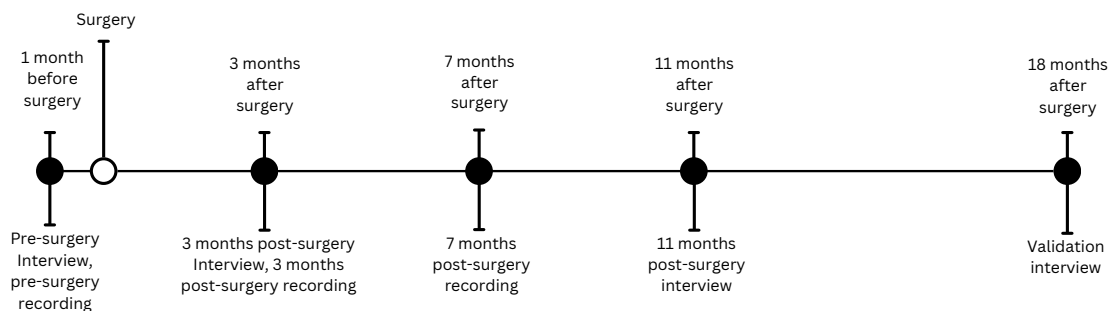 Surgery
1 month
before
surgery
3 months
after
surgery
7 months
after
surgery
11 months
after
surgery
18 months
after
surgery
Pre-surgery
Interview,
pre-surgery
recording
3 months post-surgery
Interview, 3 months
post-surgery recording
7 months
post-surgery
recording
11 months
post-surgery
interview
Validation
interview